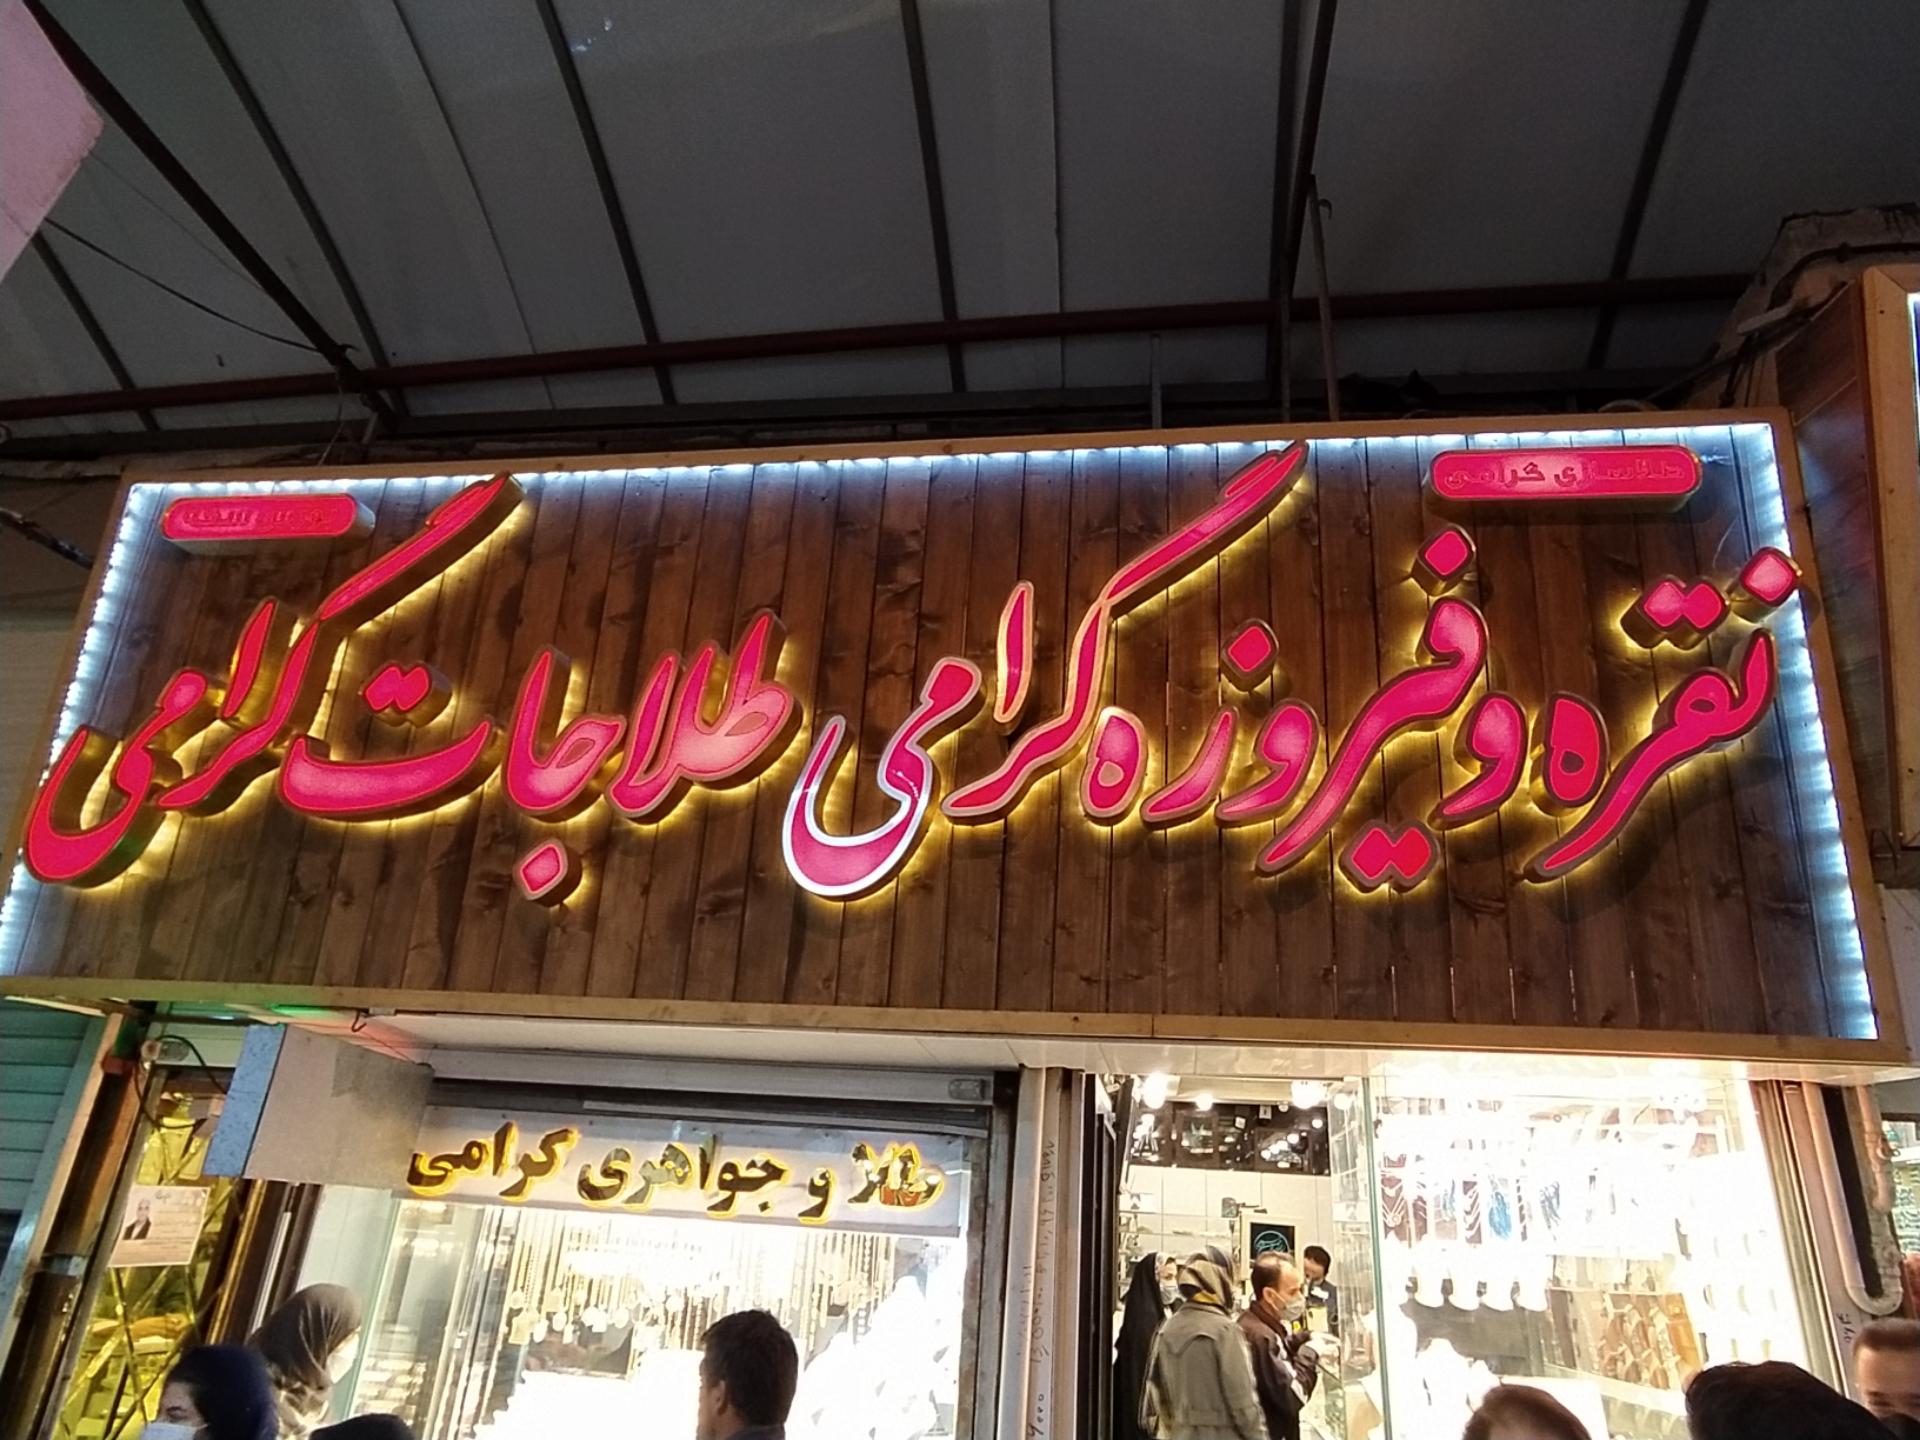 طلاسازی گرامی
نقره و فیروزه گرامی طلاجات گرامی
طلا و جواهری گرامی